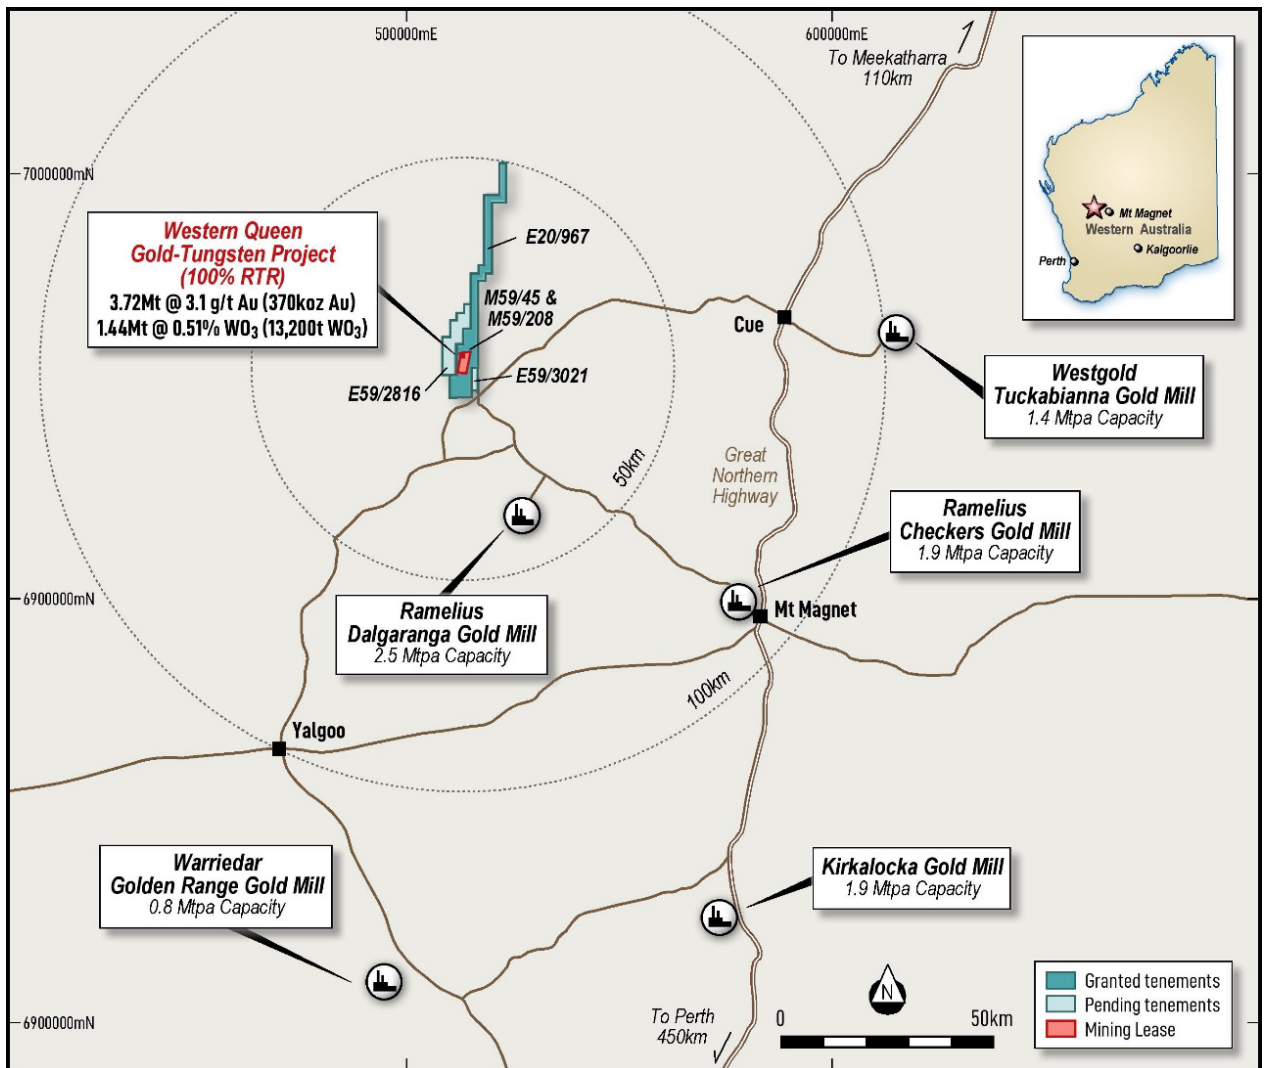 500000mE
600000mE
To Meekatharra
110km
7000000mN
Western Queen
Gold-Tungsten Project
(100% RTR)
3.72Mt @ 3.1 g/t Au (370koz Au)
1.44Mt @ 0.51% WO₃ (13,200t WO₃)
E20/967
M59/45 &
M59/208
E59/3021
E59/2816
Mt Magnet
Western Australia
Kalgoorlie
Perth
Cue
Westgold
Tuckabianna Gold Mill
1.4 Mtpa Capacity
Great
Northern
Highway
50km
Ramelius
Checkers Gold Mill
1.9 Mtpa Capacity
6900000mN
Ramelius
Dalgaranga Gold Mill
2.5 Mtpa Capacity
Mt Magnet
100km
Yalgoo
Warriedar
Golden Range Gold Mill
0.8 Mtpa Capacity
Kirkalocka Gold Mill
1.9 Mtpa Capacity
6900000mN
To Perth
450km
N
0
50km
Granted tenements
Pending tenements
Mining Lease